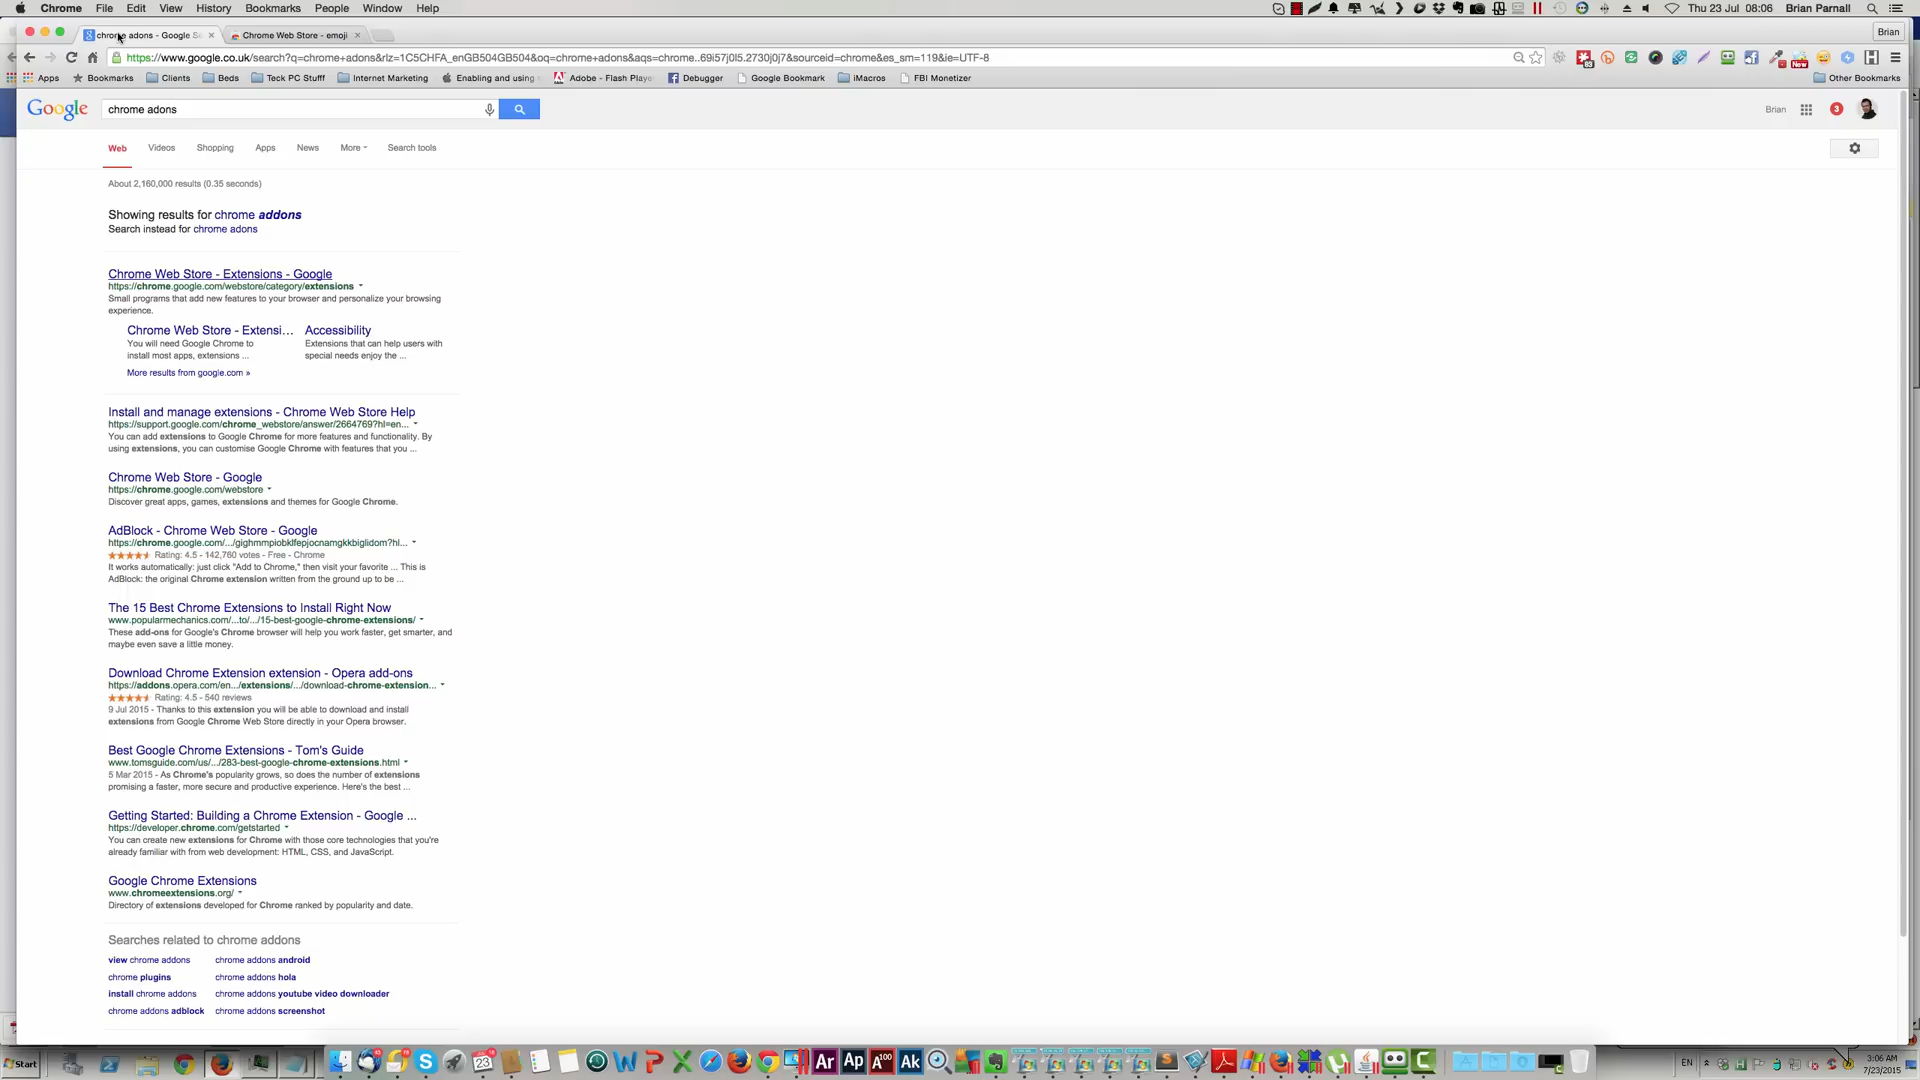 Chrome File Edit View History Bookmarks People Window Help
Thu 23 Jul 08:06 Brian Parnall
chrome adons - Google Se
Chrome Web Store - emoji
Brian
https://www.google.co.uk/search?q=chrome+adons&rlz=1C5CHFA_enGB504GB504&oq=chrome+adons&aqs=chrome..69i57j0l5.2730j0j7&sourceid=chrome&es_sm=119&ie=UTF-8
Apps Bookmarks Clients Beds Teck PC Stufff Internet Marketing Enabling and using Adobe - Flash Playe Debugger Google Bookmark iMacros FBI Monetizer Other Bookmarks
Google chrome adons
Brian 3
Web Videos Shopping Apps News More Search tools
About 2,160,000 results (0.35 seconds)
Showing results for chrome addons
Search instead for chrome adons
Chrome Web Store - Extensions - Google
https://chrome.google.com/webstore/category/extensions
Small programs that add new features to your browser and personalize your browsing
experience.
Chrome Web Store - Extensi... Accessibility
You will need Google Chrome to Extensions that can help users with
install most apps, extensions ... special needs enjoy the ...
More results from google.com »
Install and manage extensions - Chrome Web Store Help
https://support.google.com/chrome_webstore/answer/2664769?hl=en...
You can add extensions to Google Chrome for more features and functionality. By
using extensions, you can customise Google Chrome with features that you ...
Chrome Web Store - Google
https://chrome.google.com/webstore
Discover great apps, games, extensions and themes for Google Chrome.
AdBlock - Chrome Web Store - Google
https://chrome.google.com/.../gighmmpiobklfepjocnamgkkbiglidom?hl...
Rating: 4.5 - 142,760 votes - Free - Chrome
It works automatically: just click "Add to Chrome," then visit your favorite ... This is
AdBlock: the original Chrome extension written from the ground up to be ...
The 15 Best Chrome Extensions to Install Right Now
www.popularmechanics.com/...to/.../15-best-google-chrome-extensions/
These add-ons for Google's Chrome browser will help you work faster, get smarter, and
maybe even save a little money.
Download Chrome Extension extension - Opera add-ons
https://addons.opera.com/en.../extensions/.../download-chrome-extension...
Rating: 4.5 - 540 reviews
9 Jul 2015 - Thanks to this extension you will be able to download and install
extensions from Google Chrome Web Store directly in your Opera browser.
Best Google Chrome Extensions - Tom's Guide
www.tomsguide.com/us/.../283-best-google-chrome-extensions.html
5 Mar 2015 - As Chrome's popularity grows, so does the number of extensions
promising a faster, more secure and productive experience. Here's the best ...
Getting Started: Building a Chrome Extension - Google ...
https://developer.chrome.com/getstarted
You can create new extensions for Chrome with those core technologies that you're
already familiar with from web development: HTML, CSS, and JavaScript.
Google Chrome Extensions
www.chromeextensions.org/
Directory of extensions developed for Chrome ranked by popularity and date.
Searches related to chrome addons
view chrome addons chrome addons android
chrome plugins chrome addons hola
install chrome addons chrome addons youtube video downloader
chrome addons adblock chrome addons screenshot
Start
23
Ar Ap A100 Ak
EN
3:06 AM
7/23/2015